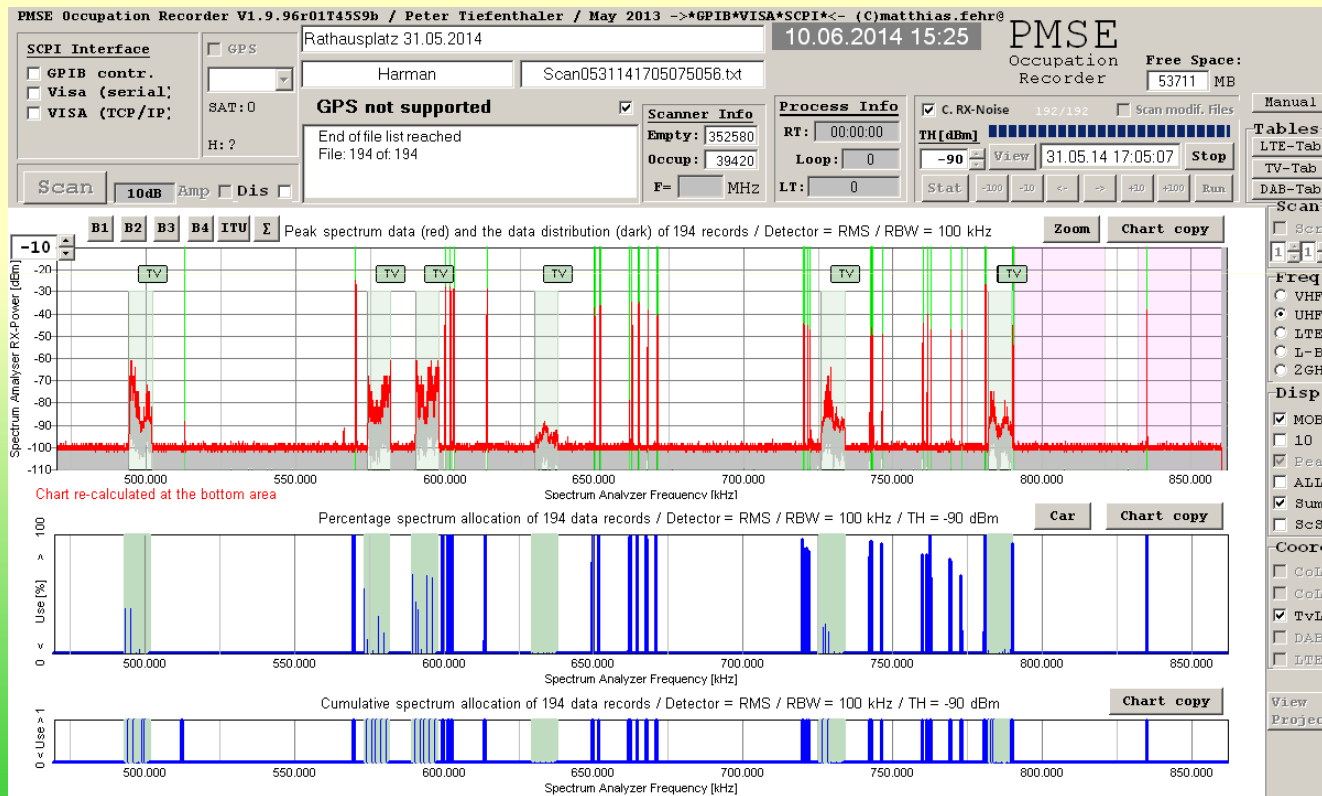 PMSE Occupation Recorder V1.9.96r01T45S9b / Peter Tiefenthaler / May 2013 ->*GPIB*VISA*SCPI*<- (C)matthias.fehr@
SCPI Interface
GPIB contr.
Visa (serial)
VISA (TCP/IP)
GPS
SAT:0
H: ?
Scan
10dB
Amp
Dis
Rathausplatz 31.05.2014
Harman
Scan0531141705075056.txt
GPS not supported
End of file list reached
File: 194 of: 194
Scanner Info
Empty: 352580
Occup: 39420
F= MHz
10.06.2014 15:25
Process Info
RT: 00:00:00
Loop: 0
LT: 0
PMSE
Occupation
Recorder
Free Space:
53711 MB
C. RX-Noise 192/192 Scan modif. Files
TH[dBm]
-90 View 31.05.14 17:05:07 Stop
Stat -100 -10 <- -> +10 +100 Run
Manual
Tables
LTE-Tab
TV-Tab
DAB-Tab
Scan
Scr
1 1
Freq
VHF
UHF
LTE
L-B
2GH
Disp
MOB
10
Pea
ALL
Sum
ScS
Coor
CoL
CoL
TvL
DAB
LTE
View
Projec
-10
B1 B2 B3 B4 ITU Σ Peak spectrum data (red) and the data distribution (dark) of 194 records / Detector = RMS / RBW = 100 kHz Zoom Chart copy
Spectrum Analyser RX-Power [dBm]
-20
-30
-40
-50
-60
-70
-80
-90
-100
-110
TV TV TV TV TV TV
500.000 550.000 600.000 650.000 700.000 750.000 800.000 850.000
Chart re-calculated at the bottom area
Spectrum Analyzer Frequency [kHz]
Percentage spectrum allocation of 194 data records / Detector = RMS / RBW = 100 kHz / TH = -90 dBm Car Chart copy
0 < Use [%] > 100
500.000 550.000 600.000 650.000 700.000 750.000 800.000 850.000
Spectrum Analyzer Frequency [kHz]
Cumulative spectrum allocation of 194 data records / Detector = RMS / RBW = 100 kHz / TH = -90 dBm Chart copy
0 < Use > 1
500.000 550.000 600.000 650.000 700.000 750.000 800.000 850.000
Spectrum Analyzer Frequency [kHz]